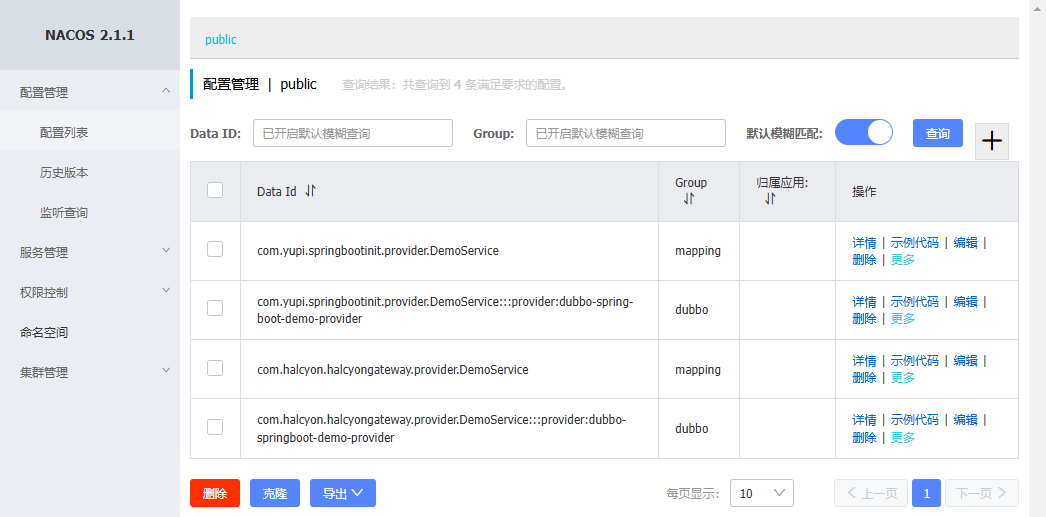 NACOS 2.1.1
配置管理
配置列表
历史版本
监听查询
服务管理
权限控制
命名空间
集群管理
public
配置管理 | public 查询结果：共查询到 4 条满足要求的配置。
Data ID: 已开启默认模糊查询 Group: 已开启默认模糊查询 默认模糊匹配: 查询
Data Id Group 归属应用: 操作
com.yupi.springbootinit.provider.DemoService mapping 详情 | 示例代码 | 编辑 |
删除 | 更多
com.yupi.springbootinit.provider.DemoService:::provider:dubbo-spring-
boot-demo-provider dubbo 详情 | 示例代码 | 编辑 |
删除 | 更多
com.halcyon.halcyongateway.provider.DemoService mapping 详情 | 示例代码 | 编辑 |
删除 | 更多
com.halcyon.halcyongateway.provider.DemoService:::provider:dubbo-
springboot-demo-provider dubbo 详情 | 示例代码 | 编辑 |
删除 | 更多
删除 克隆 导出 每页显示: 10 上一页 1 下一页